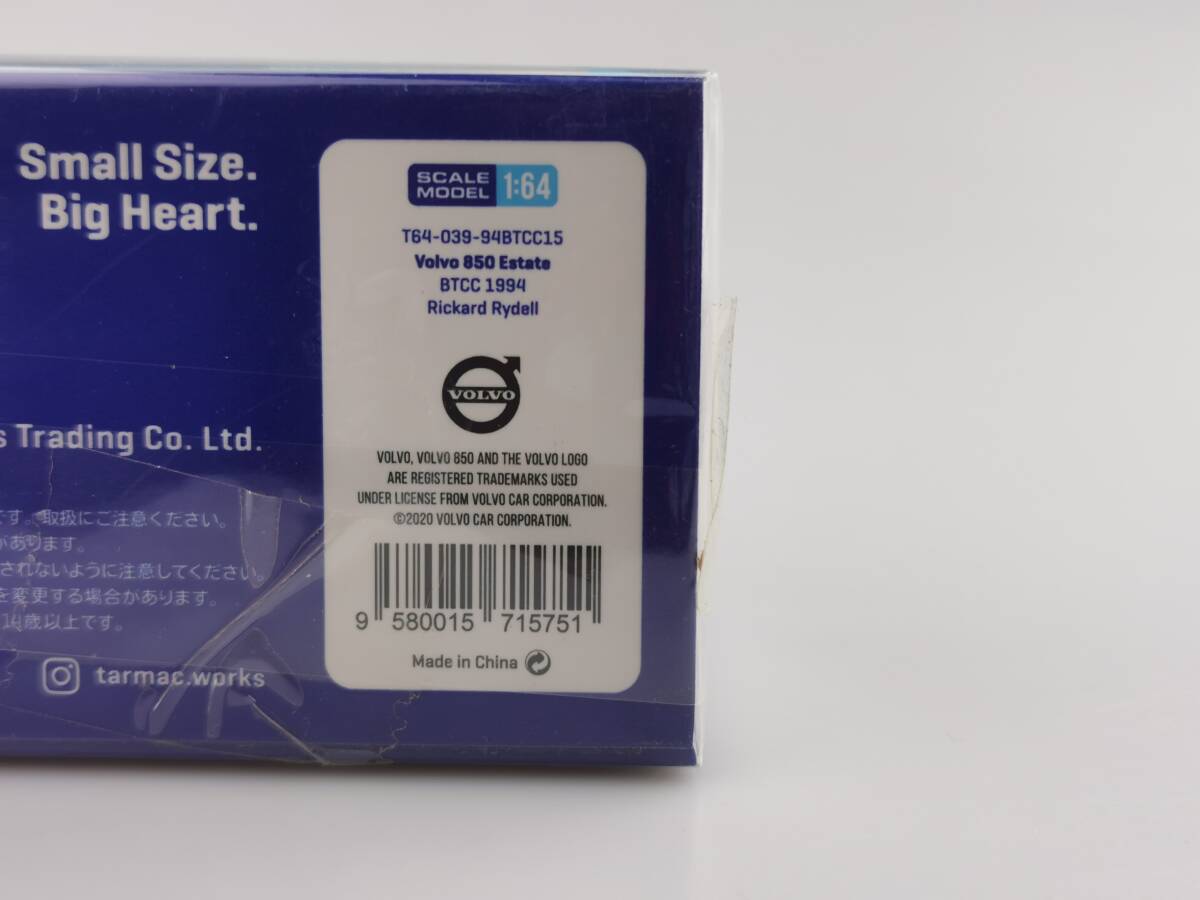 Small Size.
Big Heart.
s Trading Co. Ltd.
です。取扱にご注意ください。
があります。
されないように注意してください。
を変更する場合があります。
14歳以上です。
tarmac.works
SCALE
MODEL 1:64
T64-039-94BTCC15
Volvo 850 Estate
BTCC 1994
Rickard Rydell
VOLVO
VOLVO, VOLVO 850 AND THE VOLVO LOGO
ARE REGISTERED TRADEMARKS USED
UNDER LICENSE FROM VOLVO CAR CORPORATION.
©2020 VOLVO CAR CORPORATION.
9 580015 715751
Made in China